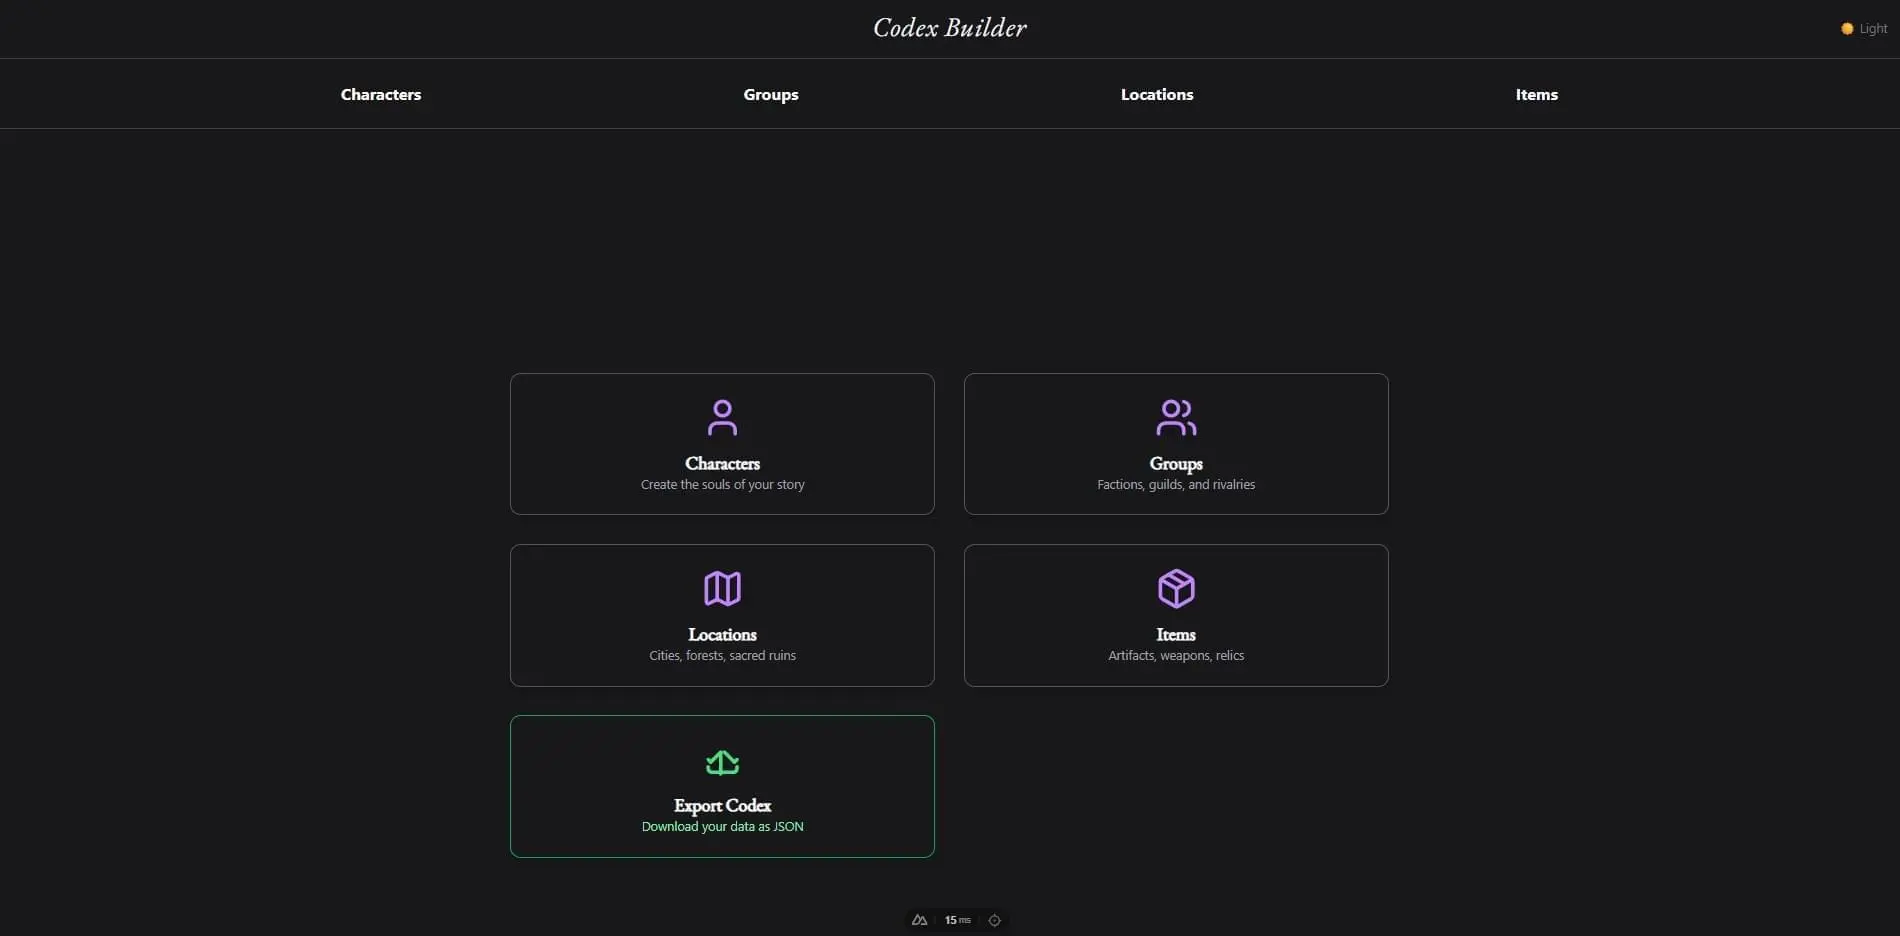 Codex Builder
Light
Characters
Groups
Locations
Items
Characters
Create the souls of your story
Groups
Factions, guilds, and rivalries
Locations
Cities, forests, sacred ruins
Items
Artifacts, weapons, relics
Export Codex
Download your data as JSON
15 ms